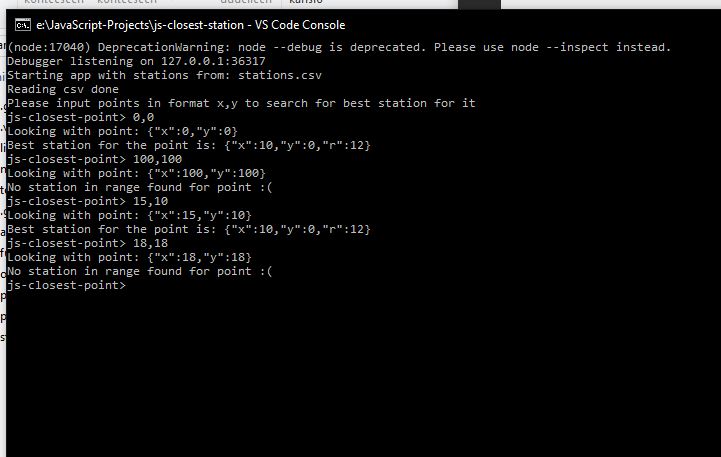 e:\JavaScript-Projects\js-closest-station - VS Code Console
(node:17040) DeprecationWarning: node --debug is deprecated. Please use node --inspect instead.
Debugger listening on 127.0.0.1:36317
Starting app with stations from: stations.csv
Reading csv done
Please input points in format x,y to search for best station for it
js-closest-point> 0,0
Looking with point: {"x":0,"y":0}
Best station for the point is: {"x":10,"y":0,"r":12}
js-closest-point> 100,100
Looking with point: {"x":100,"y":100}
No station in range found for point :(
js-closest-point> 15,10
Looking with point: {"x":15,"y":10}
Best station for the point is: {"x":10,"y":0,"r":12}
js-closest-point> 18,18
Looking with point: {"x":18,"y":18}
No station in range found for point :(
js-closest-point>